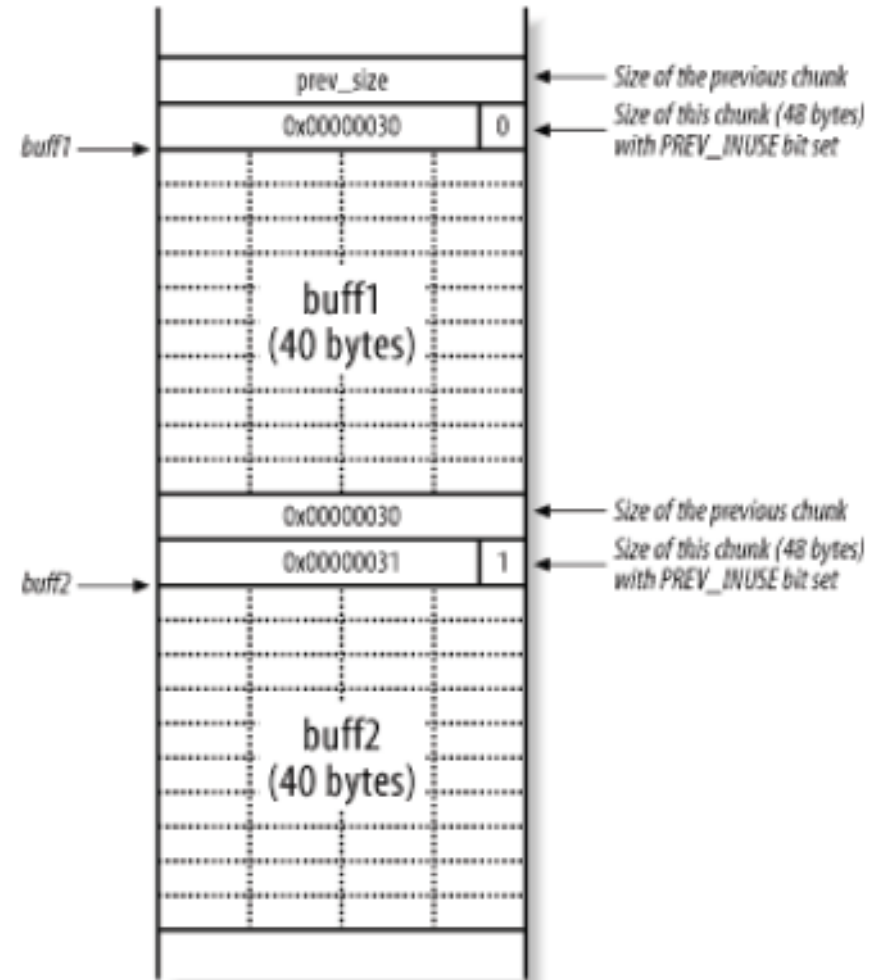 prev_size
Size of the previous chunk
0x00000030
0
Size of this chunk (48 bytes)
with PREV_INUSE bit set
buff1
buff1
(40 bytes)
0x00000030
Size of the previous chunk
0x00000031
1
Size of this chunk (48 bytes)
with PREV_INUSE bit set
buff2
buff2
(40 bytes)